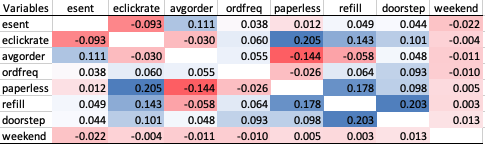 Variables esent eclickrate avgorder ordfreq paperless refill doorstep weekend
esent -0.093 0.111 0.038 0.012 0.049 0.044 -0.022
eclickrate -0.093 -0.030 0.060 0.205 0.143 0.101 -0.004
avgorder 0.111 -0.030 0.055 -0.144 -0.058 0.048 -0.011
ordfreq 0.038 0.060 0.055 -0.026 0.064 0.093 -0.010
paperless 0.012 0.205 -0.144 -0.026 0.178 0.098 0.005
refill 0.049 0.143 -0.058 0.064 0.178 0.203 0.003
doorstep 0.044 0.101 0.048 0.093 0.098 0.203 0.013
weekend -0.022 -0.004 -0.011 -0.010 0.005 0.003 0.013